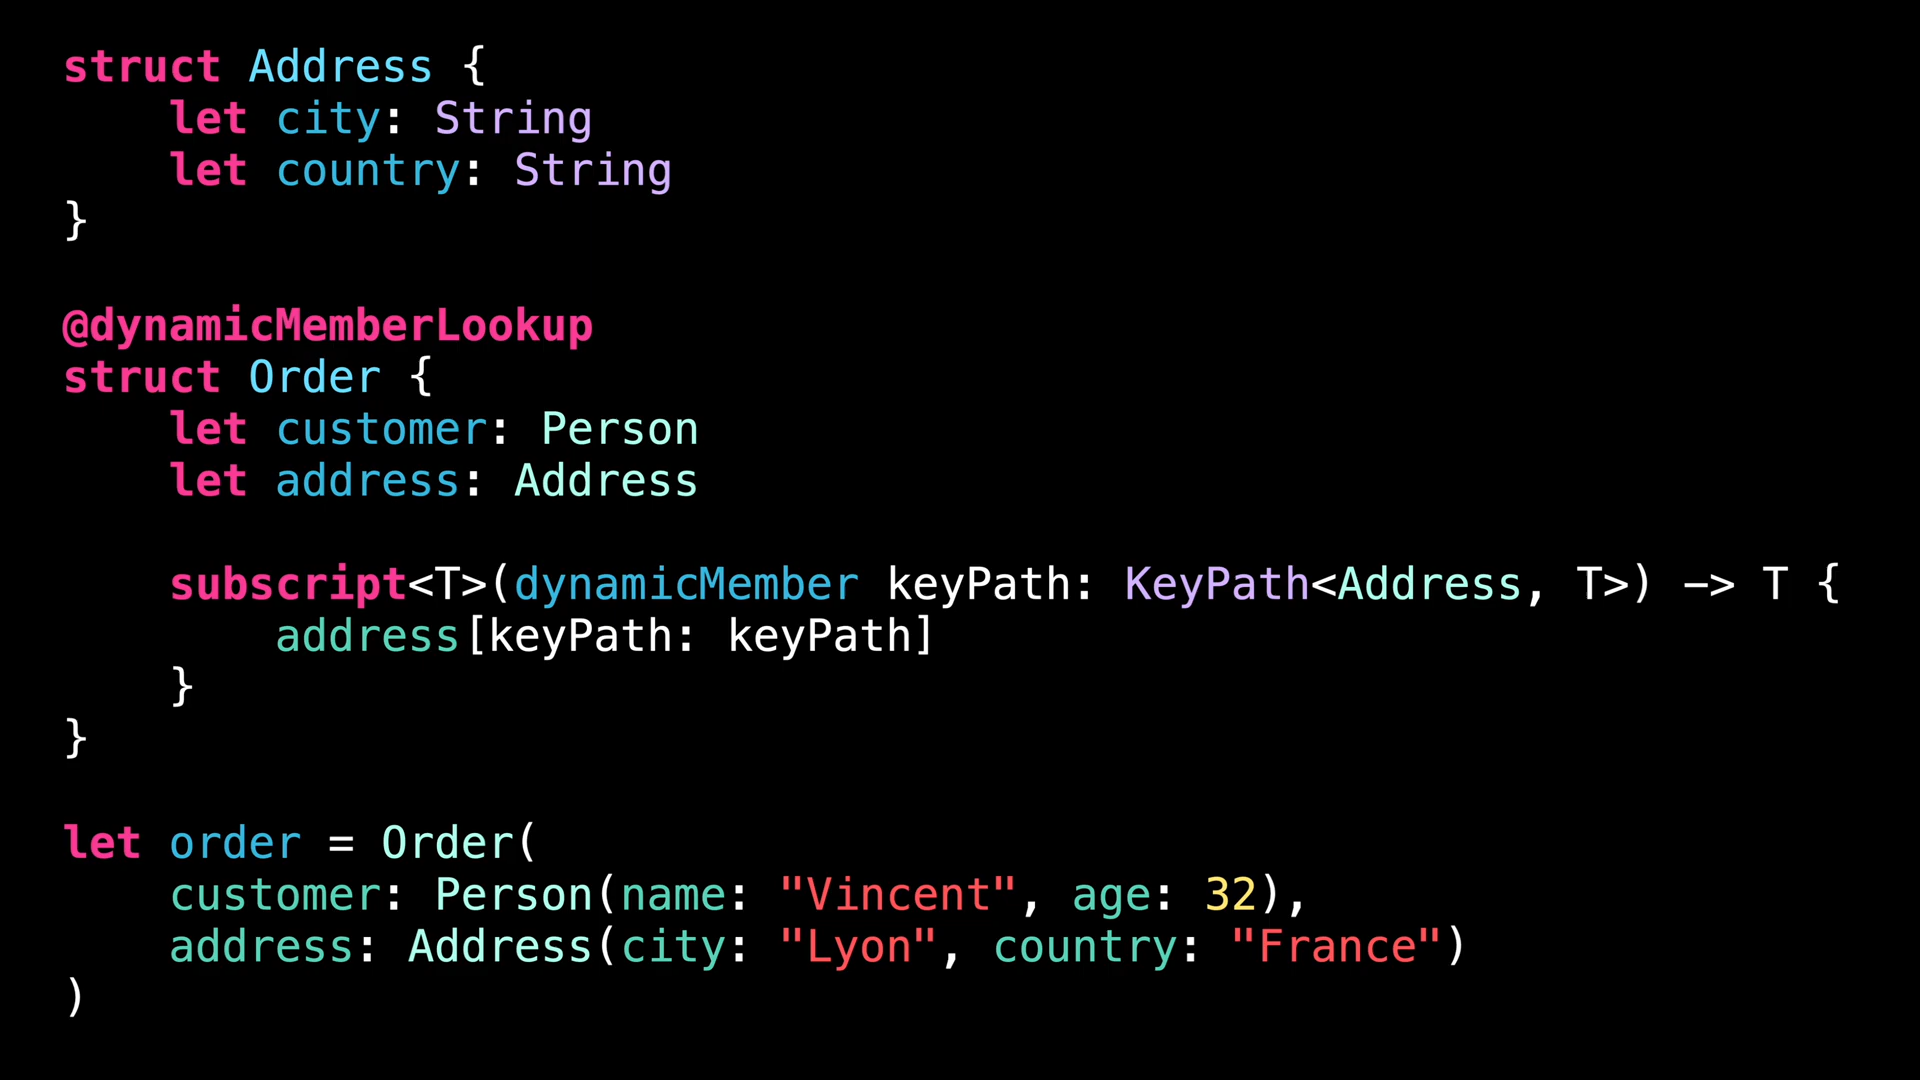 struct Address {
    let city: String
    let country: String
}
@dynamicMemberLookup
struct Order {
    let customer: Person
    let address: Address
    subscript<T>(dynamicMember keyPath: KeyPath<Address, T>) -> T {
        address[keyPath: keyPath]
    }
}
let order = Order(
    customer: Person(name: "Vincent", age: 32),
    address: Address(city: "Lyon", country: "France")
)